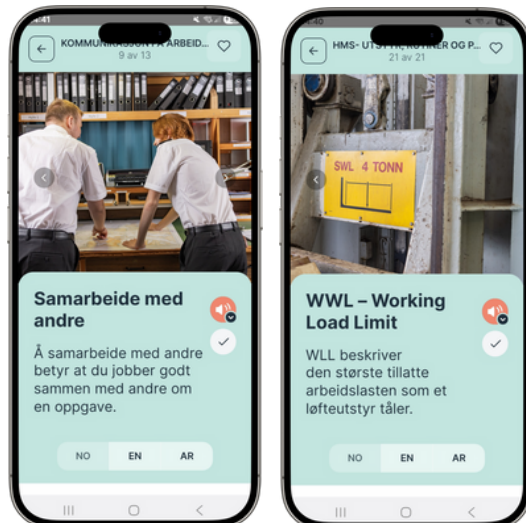 KOMMUNIKASJON PÅ ARBEID...
9 av 13
Samarbeide med
andre
Å samarbeide med andre
betyr at du jobber godt
sammen med andre om
en oppgave.
NO EN AR
HMS- UTSTYR, RUTINER OG P...
21 av 21
SWL 4 TONN
WWL – Working
Load Limit
WLL beskriver
den største tillatte
arbeidslasten som et
løfteutstyr tåler.
NO EN AR